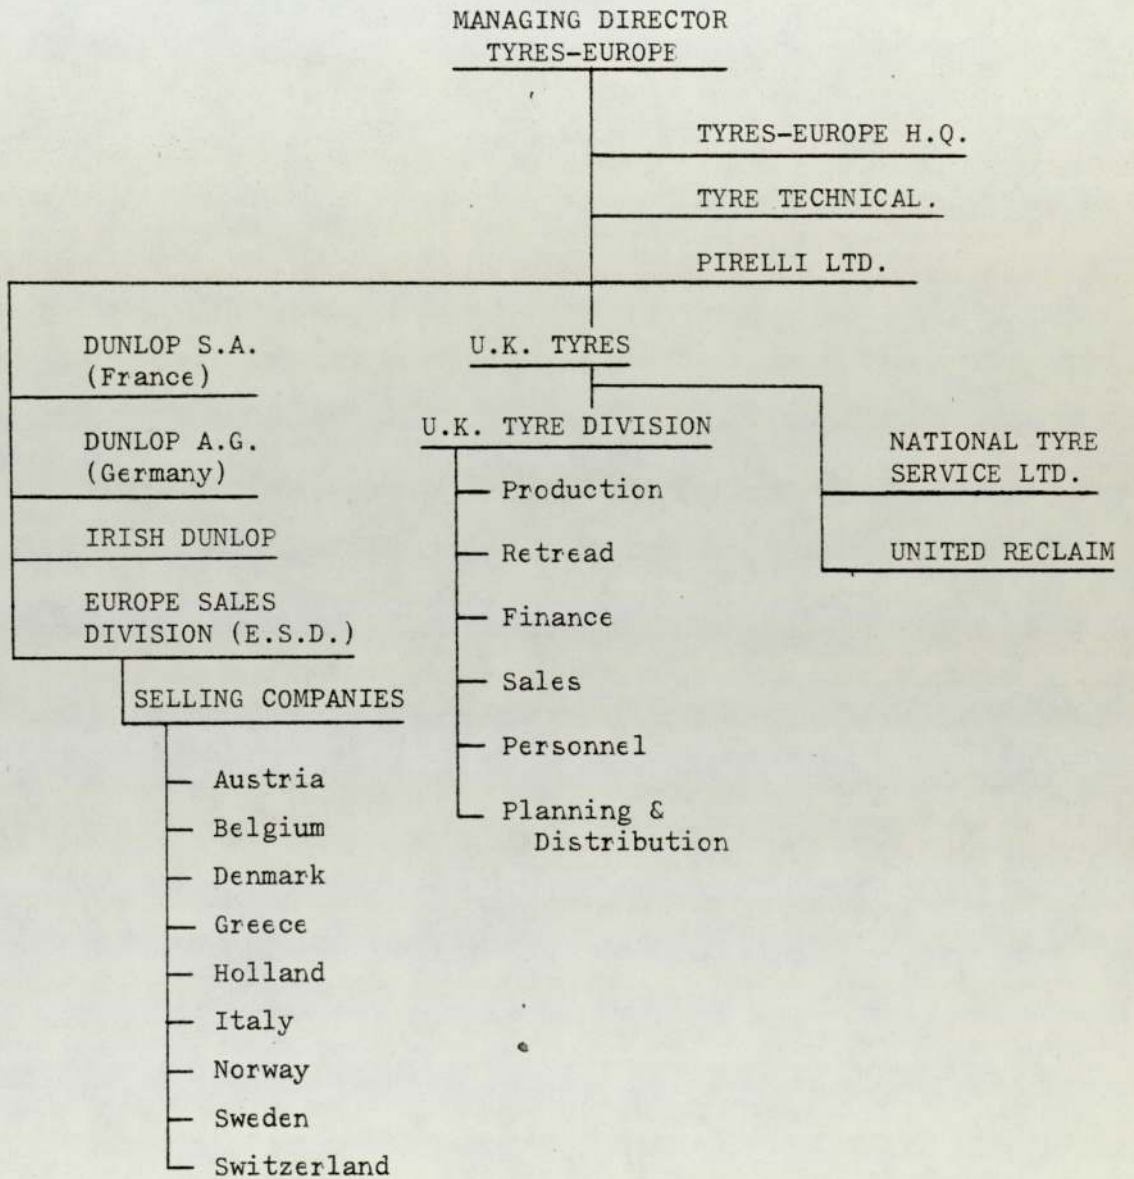 MANAGING DIRECTOR
TYRES-EUROPE
TYRES-EUROPE H.Q.
TYRE TECHNICAL.
PIRELLI LTD.
DUNLOP S.A.
(France)
DUNLOP A.G.
(Germany)
IRISH DUNLOP
EUROPE SALES
DIVISION (E.S.D.)
SELLING COMPANIES
Austria
Belgium
Denmark
Greece
Holland
Italy
Norway
Sweden
Switzerland
U.K. TYRES
U.K. TYRE DIVISION
Production
Retread
Finance
Sales
Personnel
Planning &
Distribution
NATIONAL TYRE
SERVICE LTD.
UNITED RECLAIM